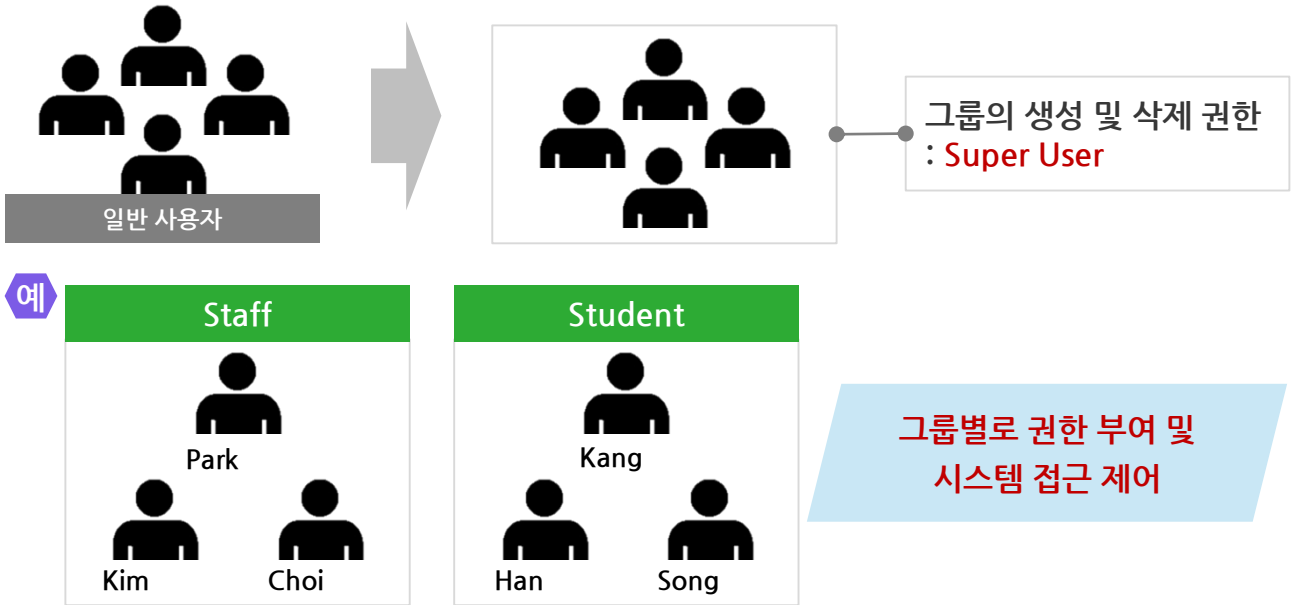 일반 사용자
그룹의 생성 및 삭제 권한
: Super User
예
Staff
Park
Kim
Choi
Student
Kang
Han
Song
그룹별로 권한 부여 및
시스템 접근 제어